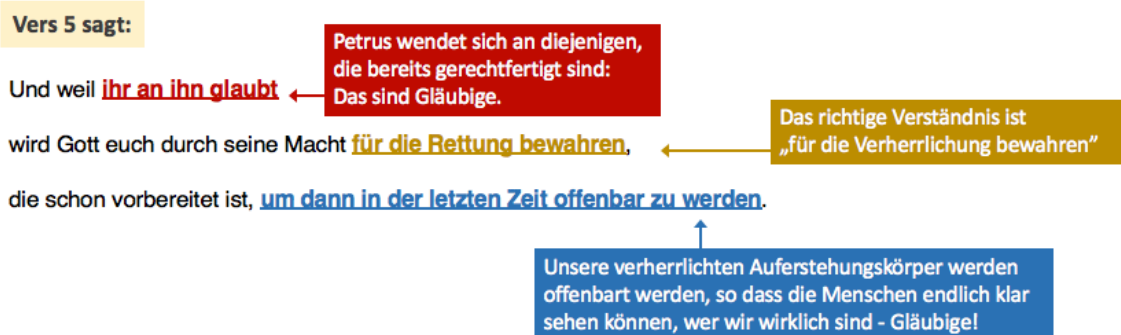 Vers 5 sagt:
Petrus wendet sich an diejenigen,
die bereits gerechtfertigt sind:
Das sind Gläubige.
Und weil ihr an ihn glaubt
Das richtige Verständnis ist
„für die Verherrlichung bewahren”
wird Gott euch durch seine Macht für die Rettung bewahren,
die schon vorbereitet ist, um dann in der letzten Zeit offenbar zu werden.
Unsere verherrlichten Auferstehungskörper werden
offenbart werden, so dass die Menschen endlich klar
sehen können, wer wir wirklich sind - Gläubige!